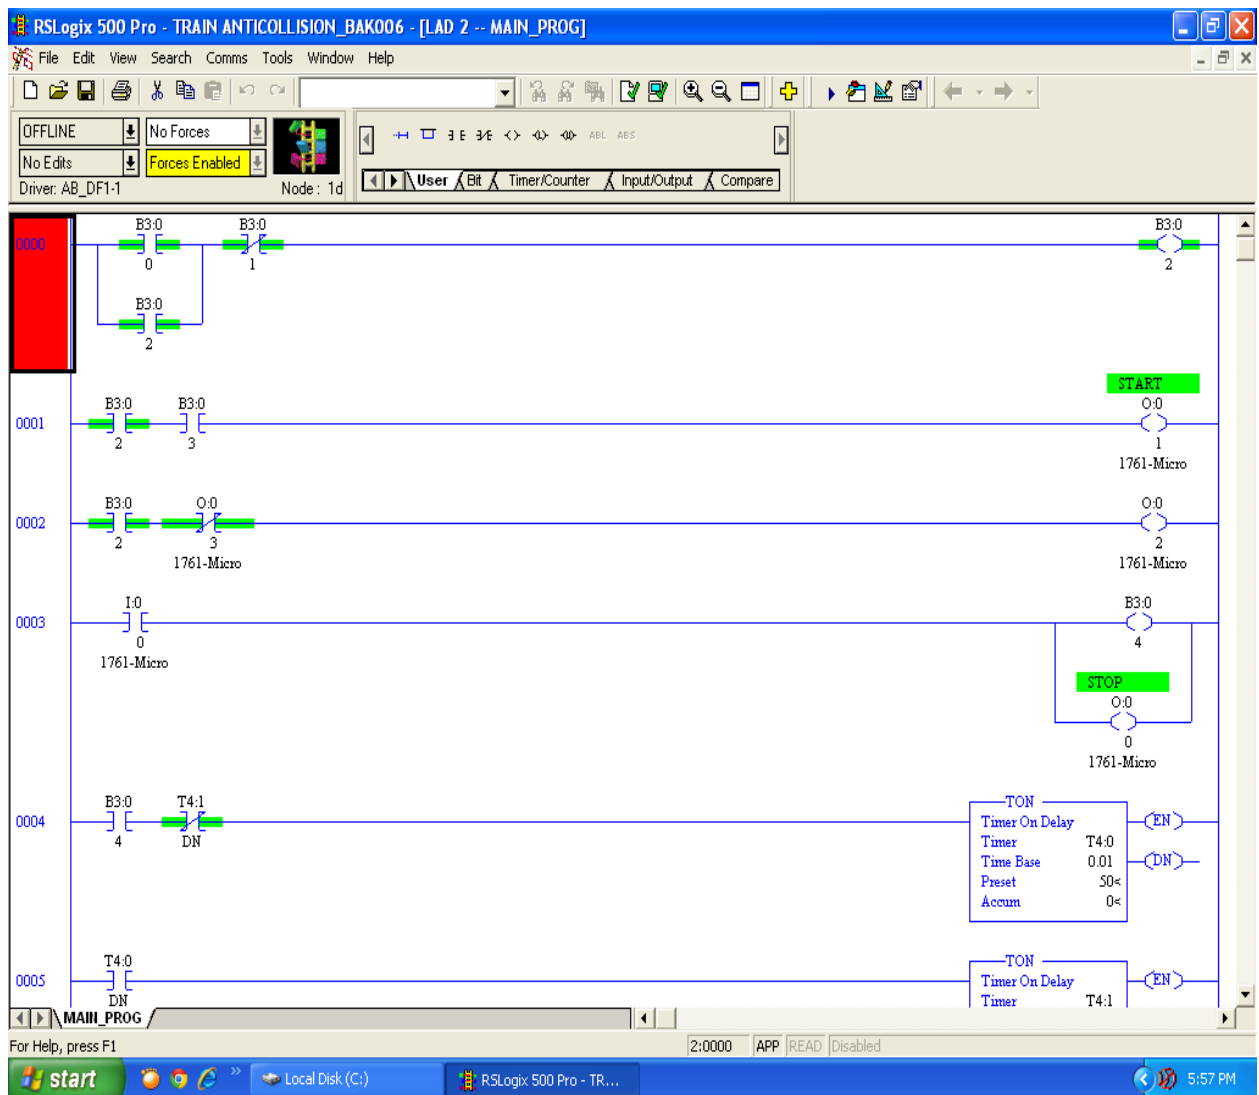 RSLogix 500 Pro - TRAIN ANTICOLLISION_BAK006 - [LAD 2 -- MAIN_PROG]
File Edit View Search Comms Tools Window Help
OFFLINE No Forces
No Edits Forces Enabled
Driver: AB_DF1-1 Node : 1d
ABL ABS
User Bit Timer/Counter Input/Output Compare
0000
B3:0 B3:0 B3:0
0 1 2
B3:0
2
START
0001
B3:0 B3:0 O:0
2 3 1
1761-Micro
0002
B3:0 O:0 O:0
2 3 2
1761-Micro 1761-Micro
0003
I:0 B3:0
0 4
1761-Micro
STOP
O:0
0
1761-Micro
0004
B3:0 T4:1
4 DN
TON
Timer On Delay EN
Timer T4:0
Time Base 0.01 DN
Preset 50<
Accum 0<
0005
T4:0
DN
TON
Timer On Delay EN
Timer T4:1
MAIN_PROG
For Help, press F1 2:0000 APP READ Disabled
start Local Disk (C:) RSLogix 500 Pro - TR... 5:57 PM